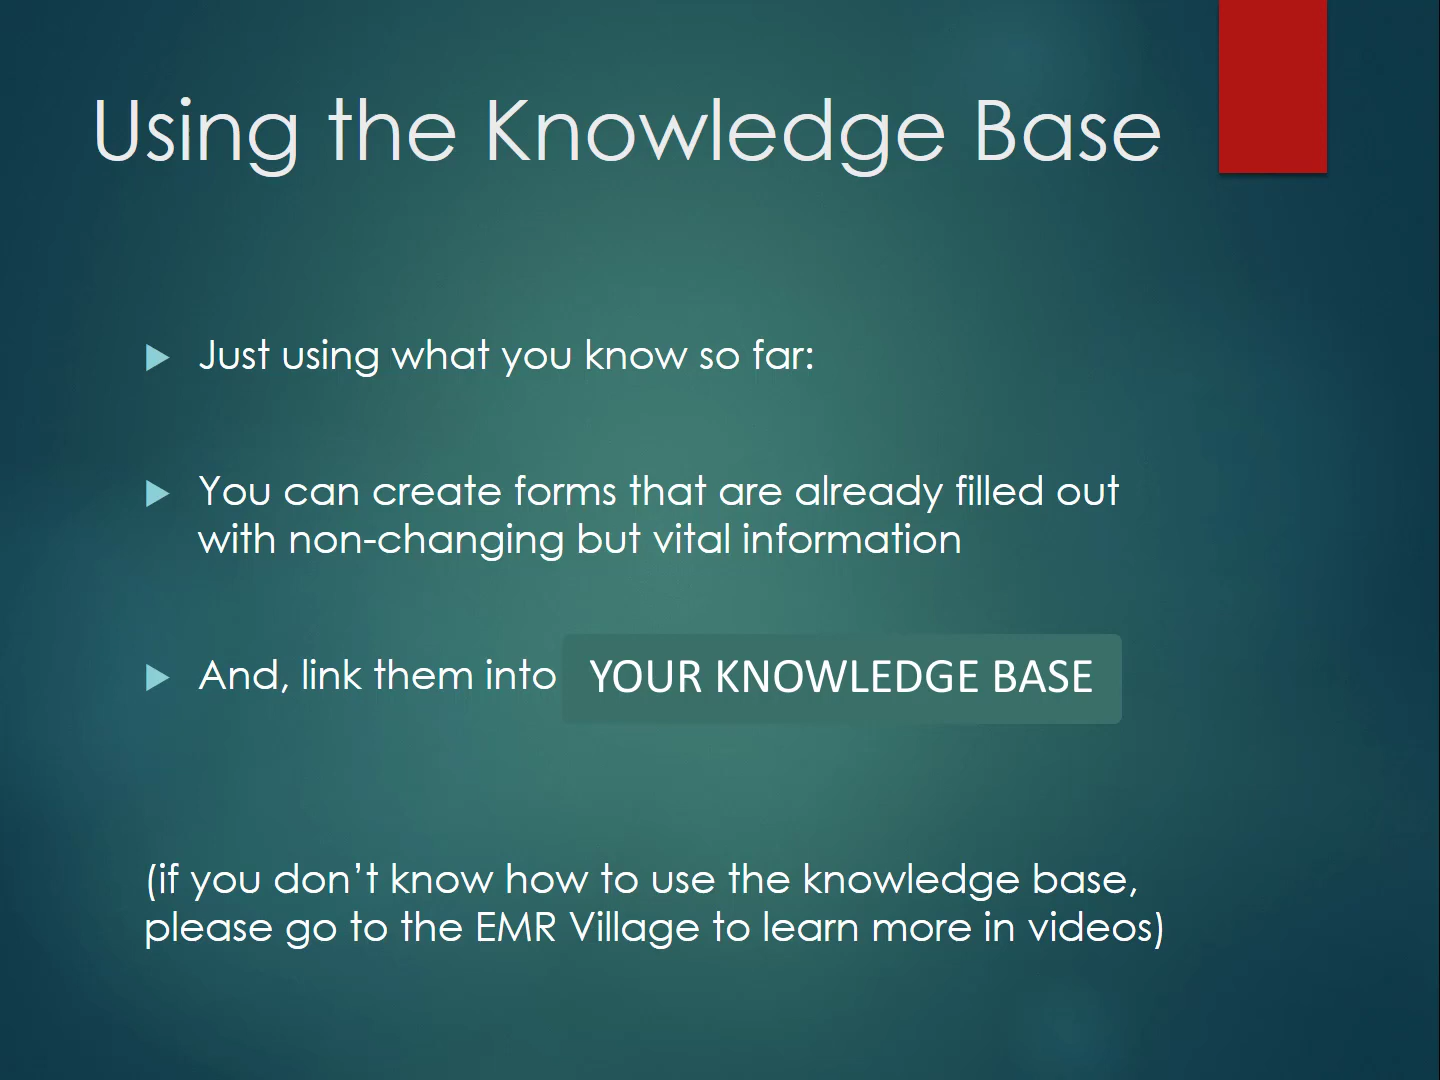 Using the Knowledge Base
Just using what you know so far:
You can create forms that are already filled out
with non-changing but vital information
And, link them into YOUR KNOWLEDGE BASE
(if you don’t know how to use the knowledge base,
please go to the EMR Village to learn more in videos)